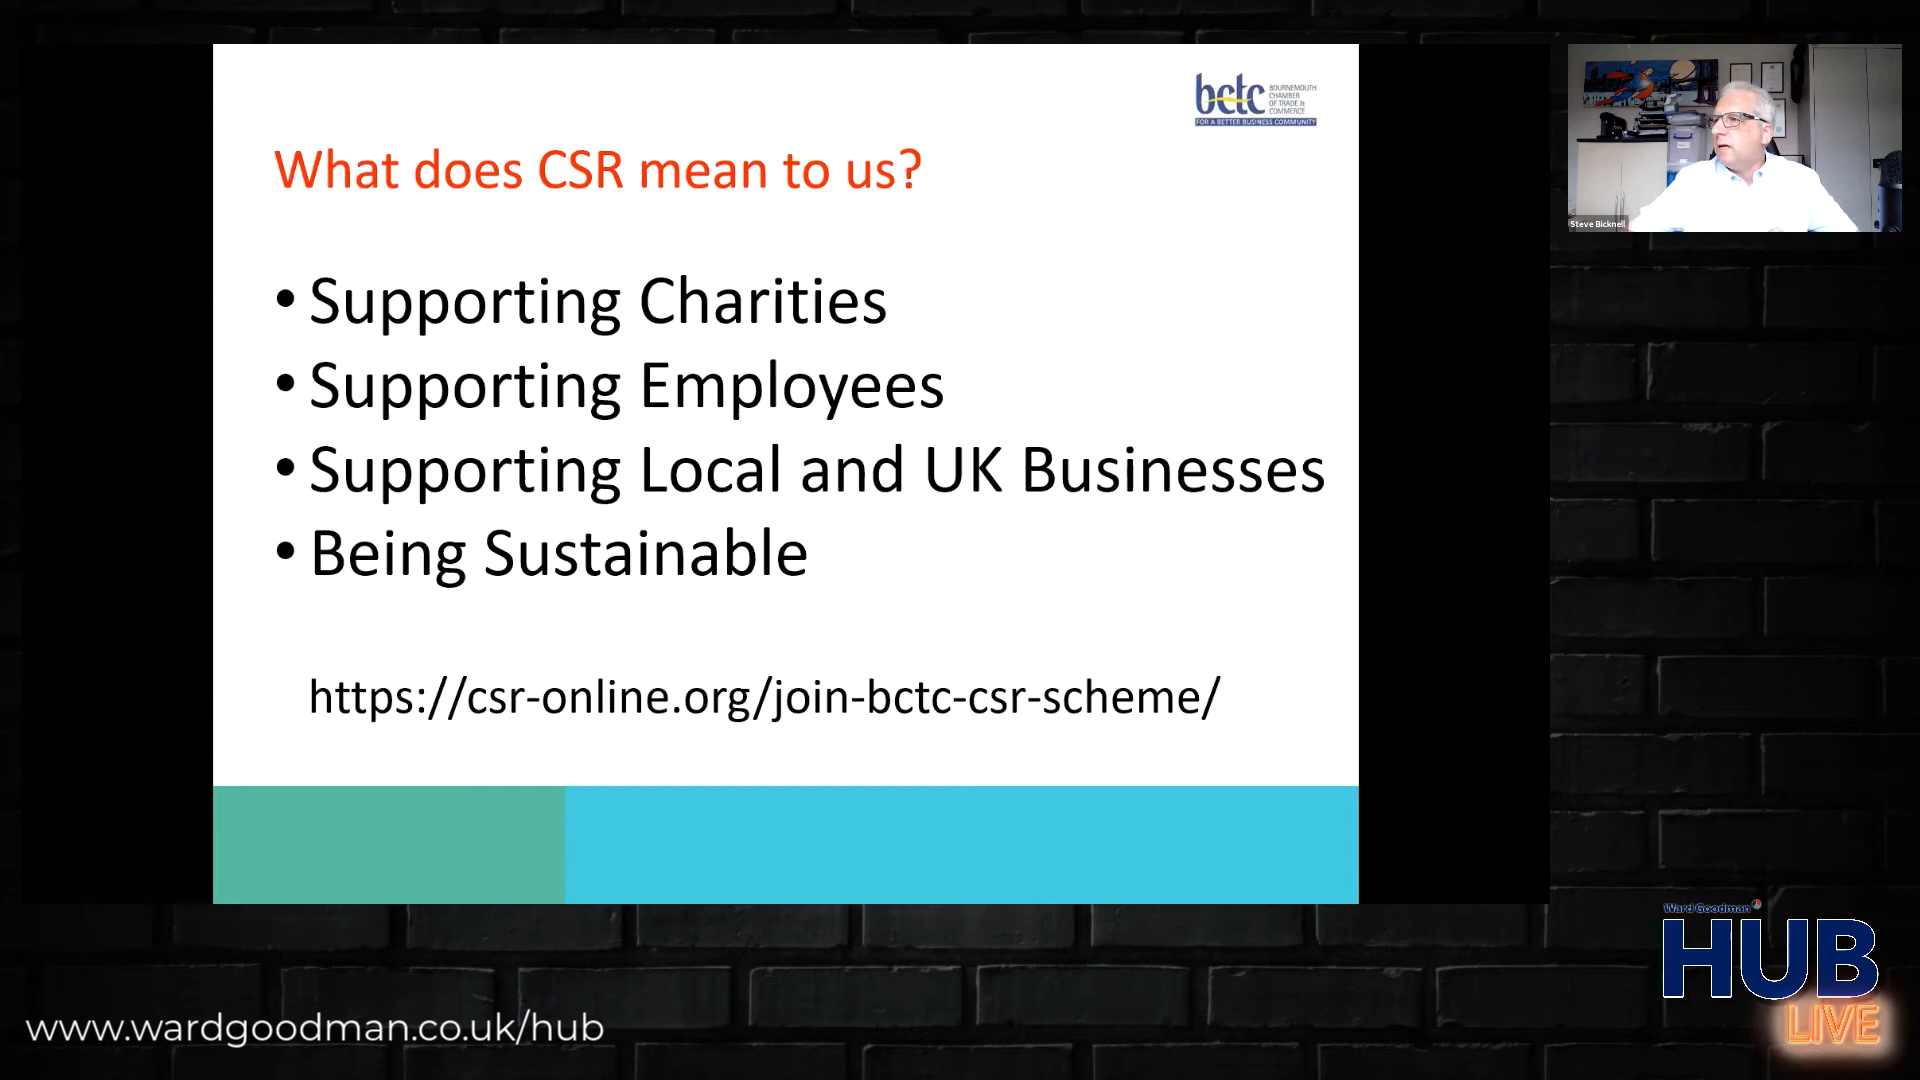 bctc
BOURNEMOUTH
CHAMBER
OF TRADE &
COMMERCE
FOR A BETTER BUSINESS COMMUNITY
What does CSR mean to us?
• Supporting Charities
• Supporting Employees
• Supporting Local and UK Businesses
• Being Sustainable
https://csr-online.org/join-bctc-csr-scheme/
Steve Bicknell
Ward Goodman
HUB
LIVE
www.wardgoodman.co.uk/hub